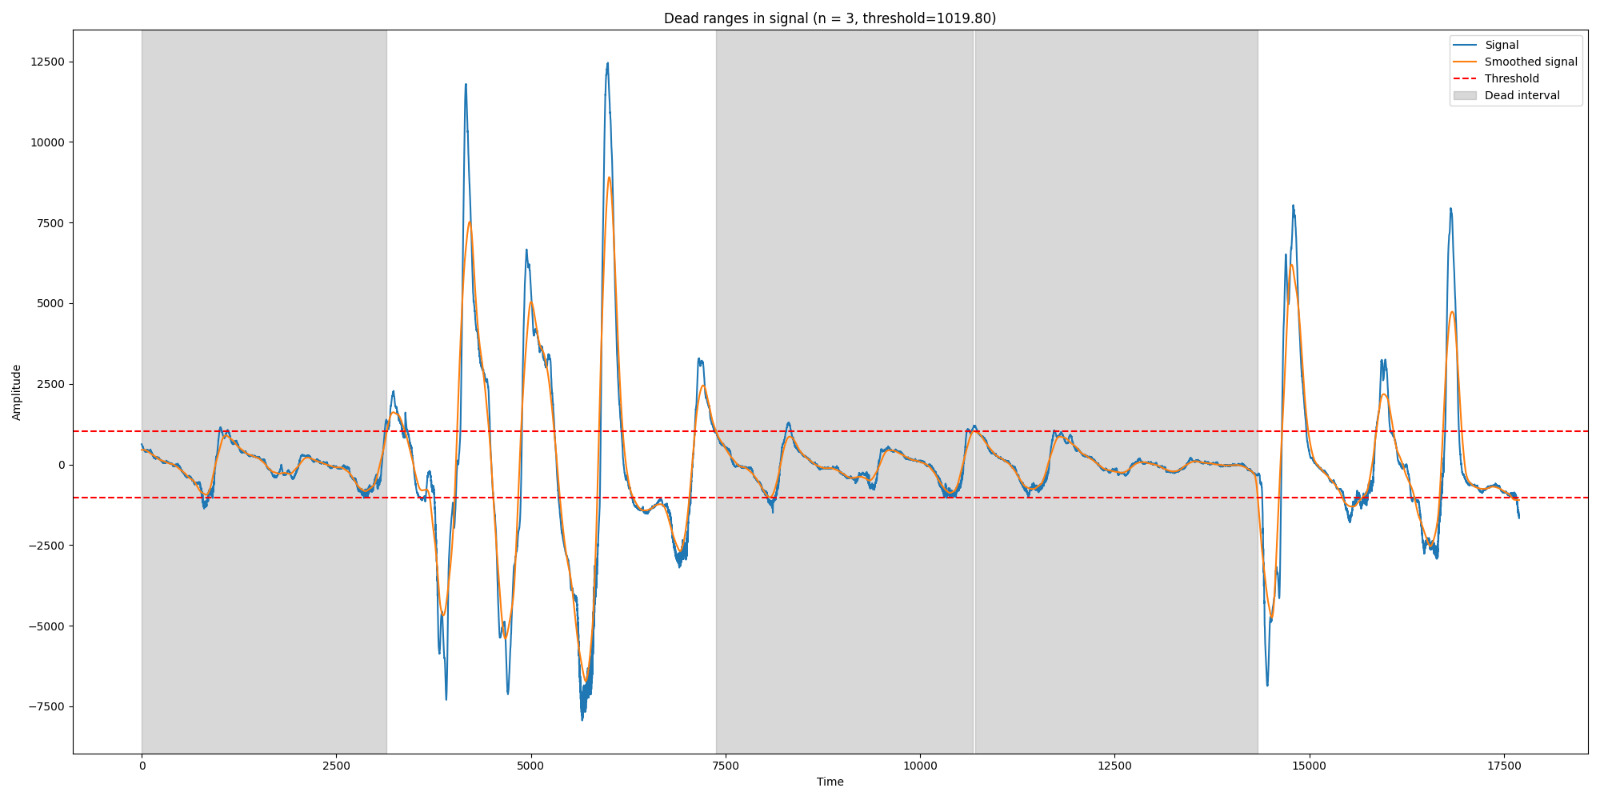 Dead ranges in signal (n = 3, threshold=1019.80)
Signal
Smoothed signal
Threshold
Dead interval
Amplitude
12500
10000
7500
5000
2500
0
−2500
−5000
−7500
0
2500
5000
7500
10000
12500
15000
17500
Time